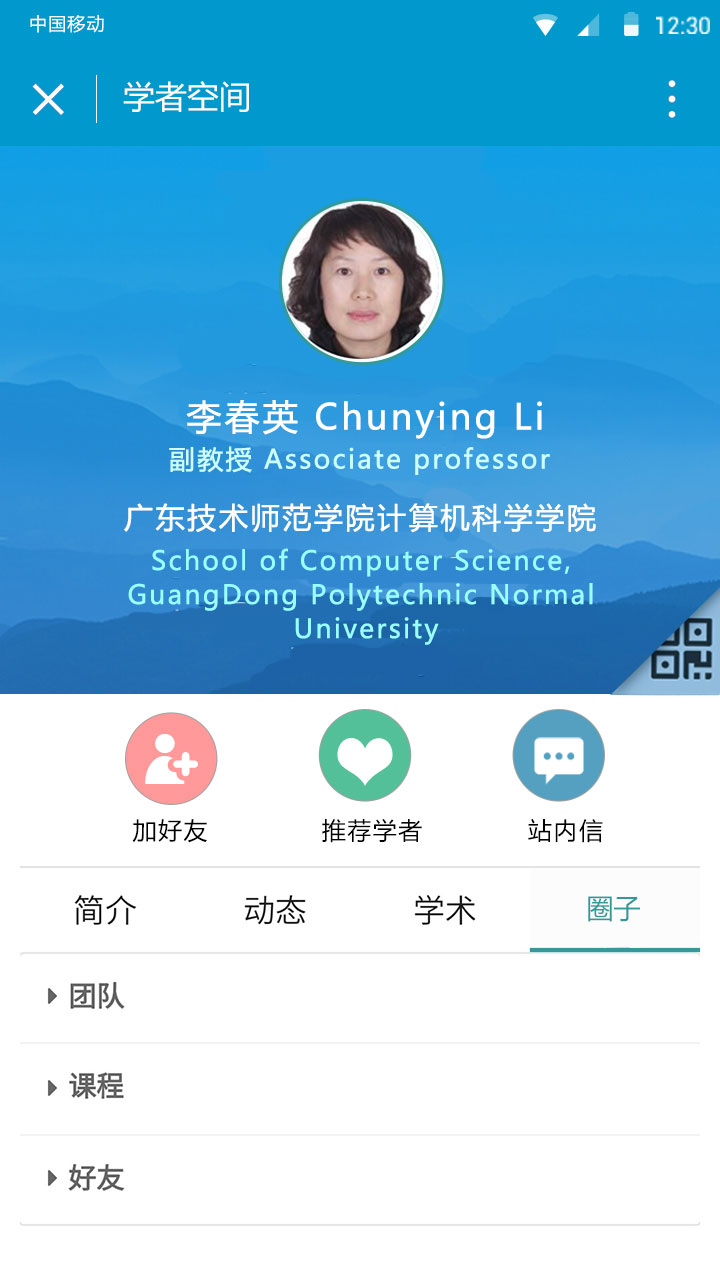 中国移动
12:30
学者空间
李春英 Chunying Li
副教授 Associate professor
广东技术师范学院计算机科学学院
School of Computer Science,
GuangDong Polytechnic Normal
University
加好友
推荐学者
站内信
简介
动态
学术
圈子
团队
课程
好友